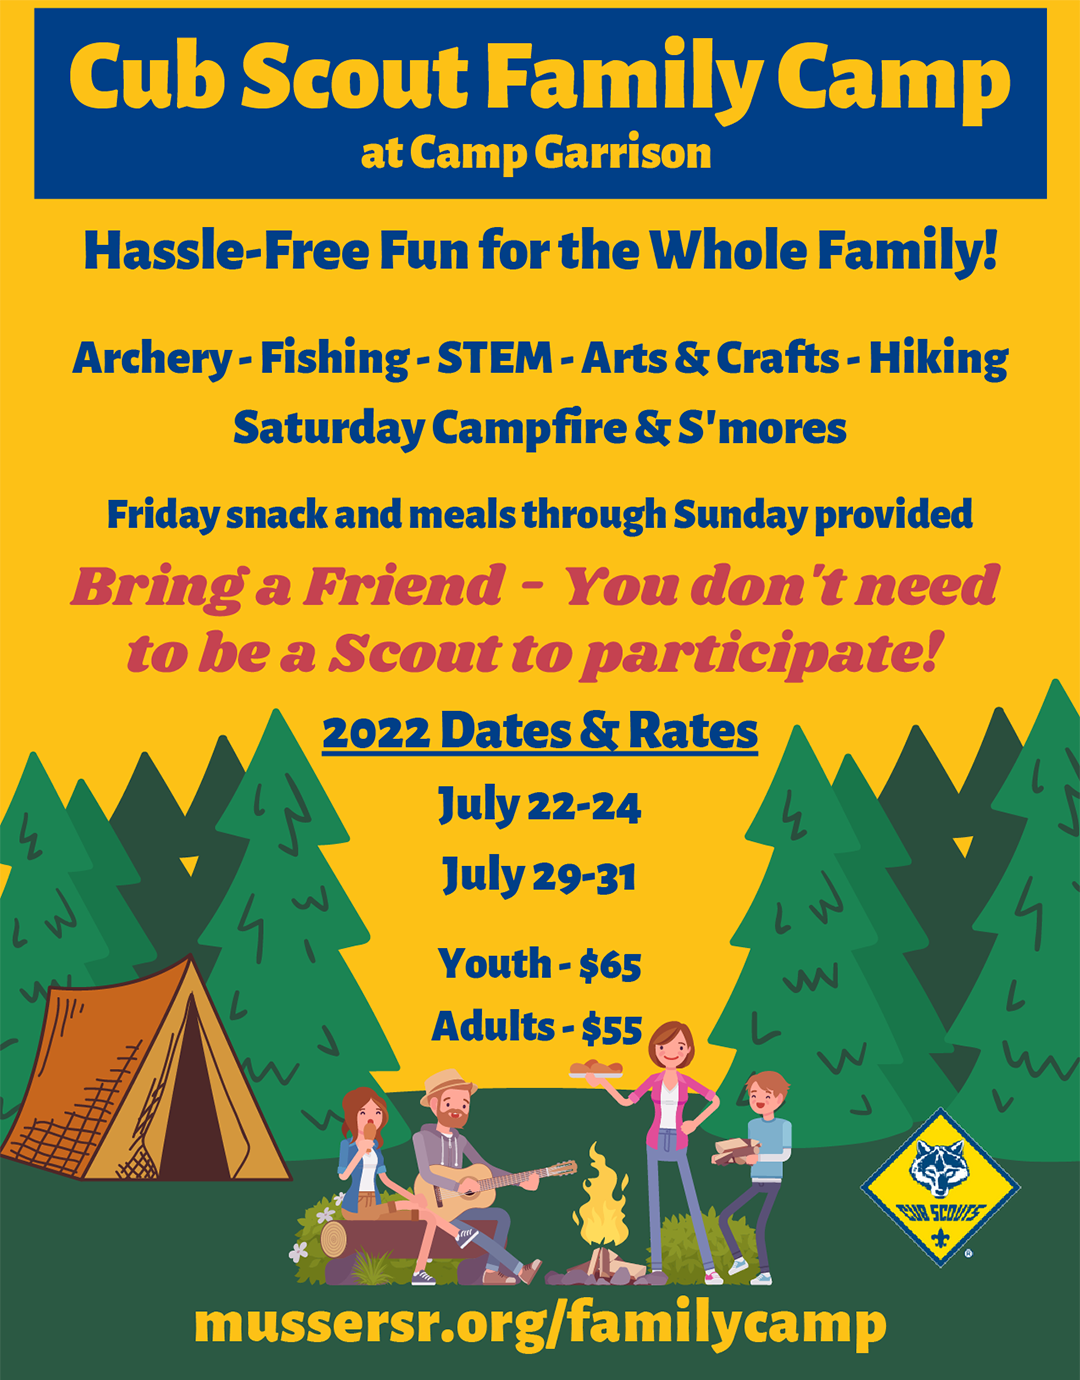 Cub Scout Family Camp
at Camp Garrison
Hassle-Free Fun for the Whole Family!
Archery - Fishing - STEM - Arts & Crafts - Hiking
Saturday Campfire & S'mores
Friday snack and meals through Sunday provided
Bring a Friend - You don't need
to be a Scout to participate!
2022 Dates & Rates
July 22-24
July 29-31
Youth - $65
Adults - $55
CUB SCOUTS
®
mussersr.org/familycamp